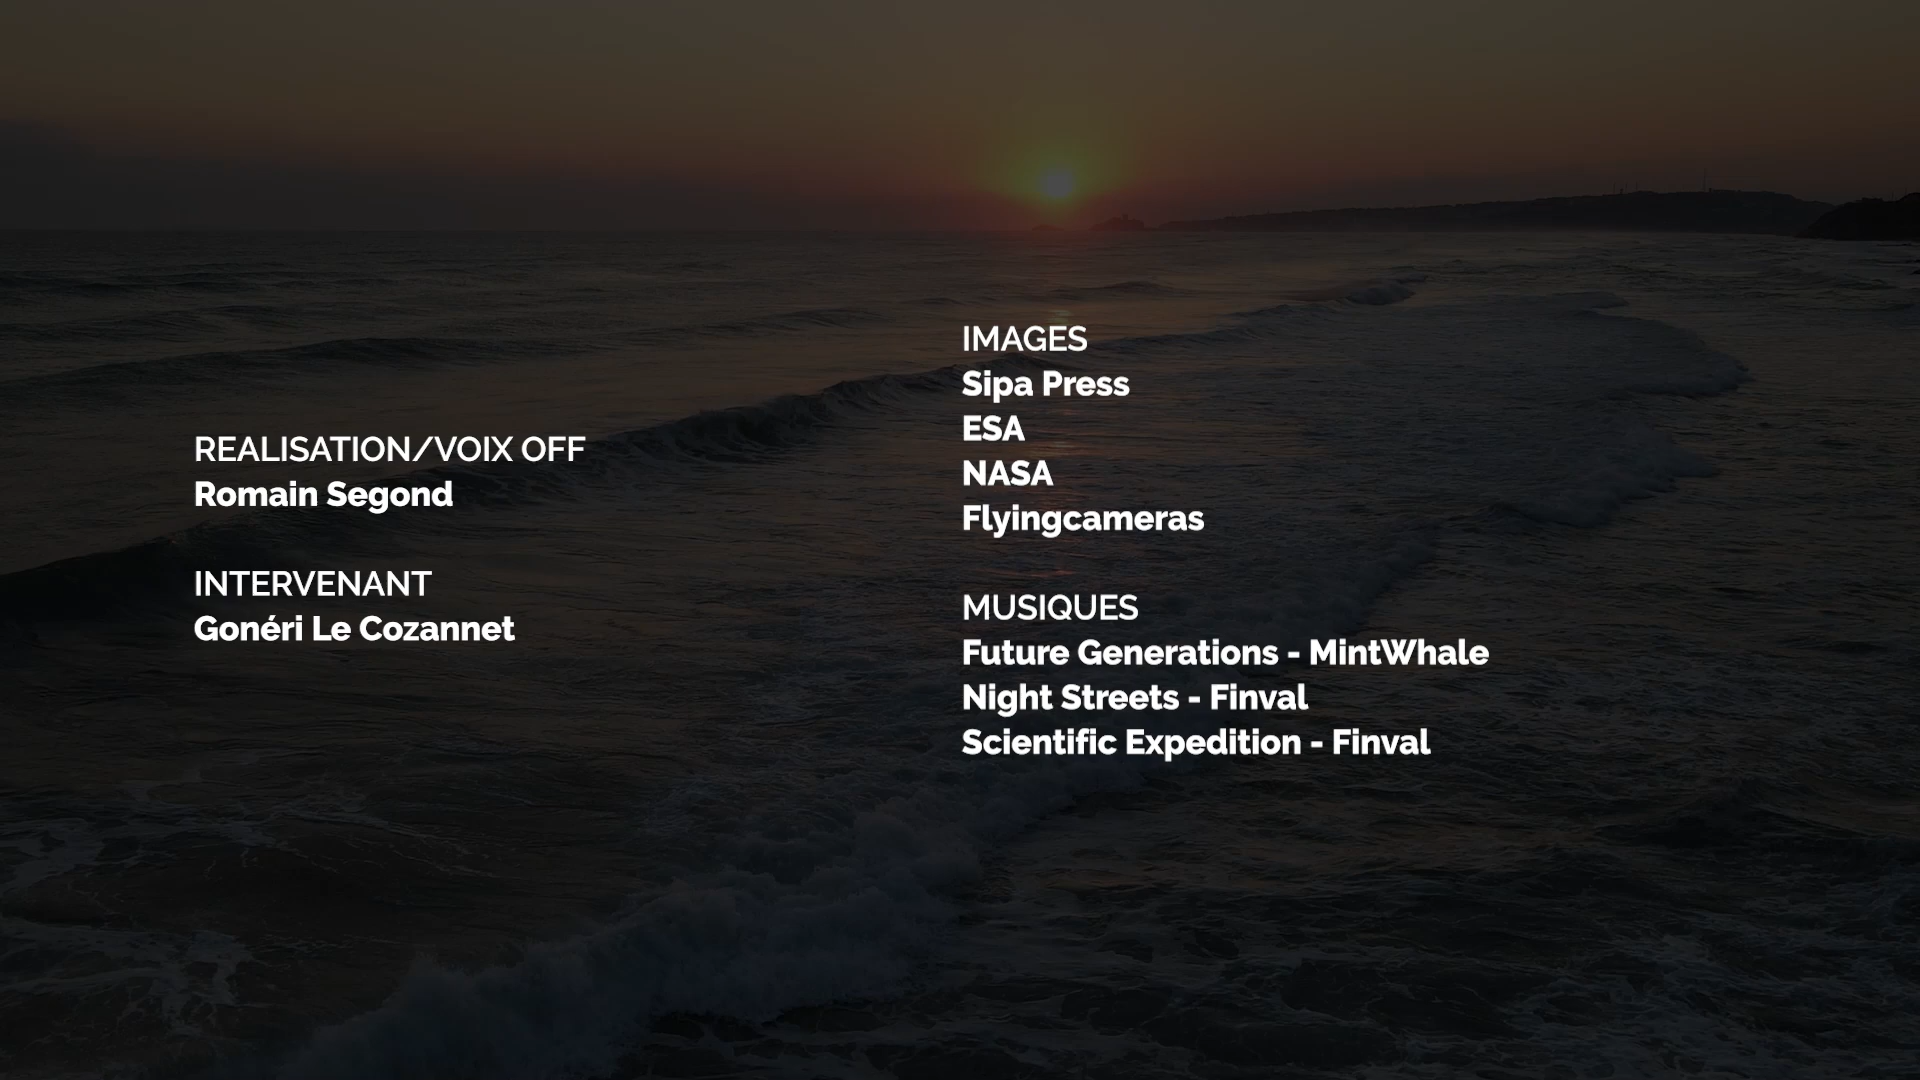 REALISATION/VOIX OFF
Romain Segond
INTERVENANT
Gonéri Le Cozannet
IMAGES
Sipa Press
ESA
NASA
Flyingcameras
MUSIQUES
Future Generations - MintWhale
Night Streets - Finval
Scientific Expedition - Finval